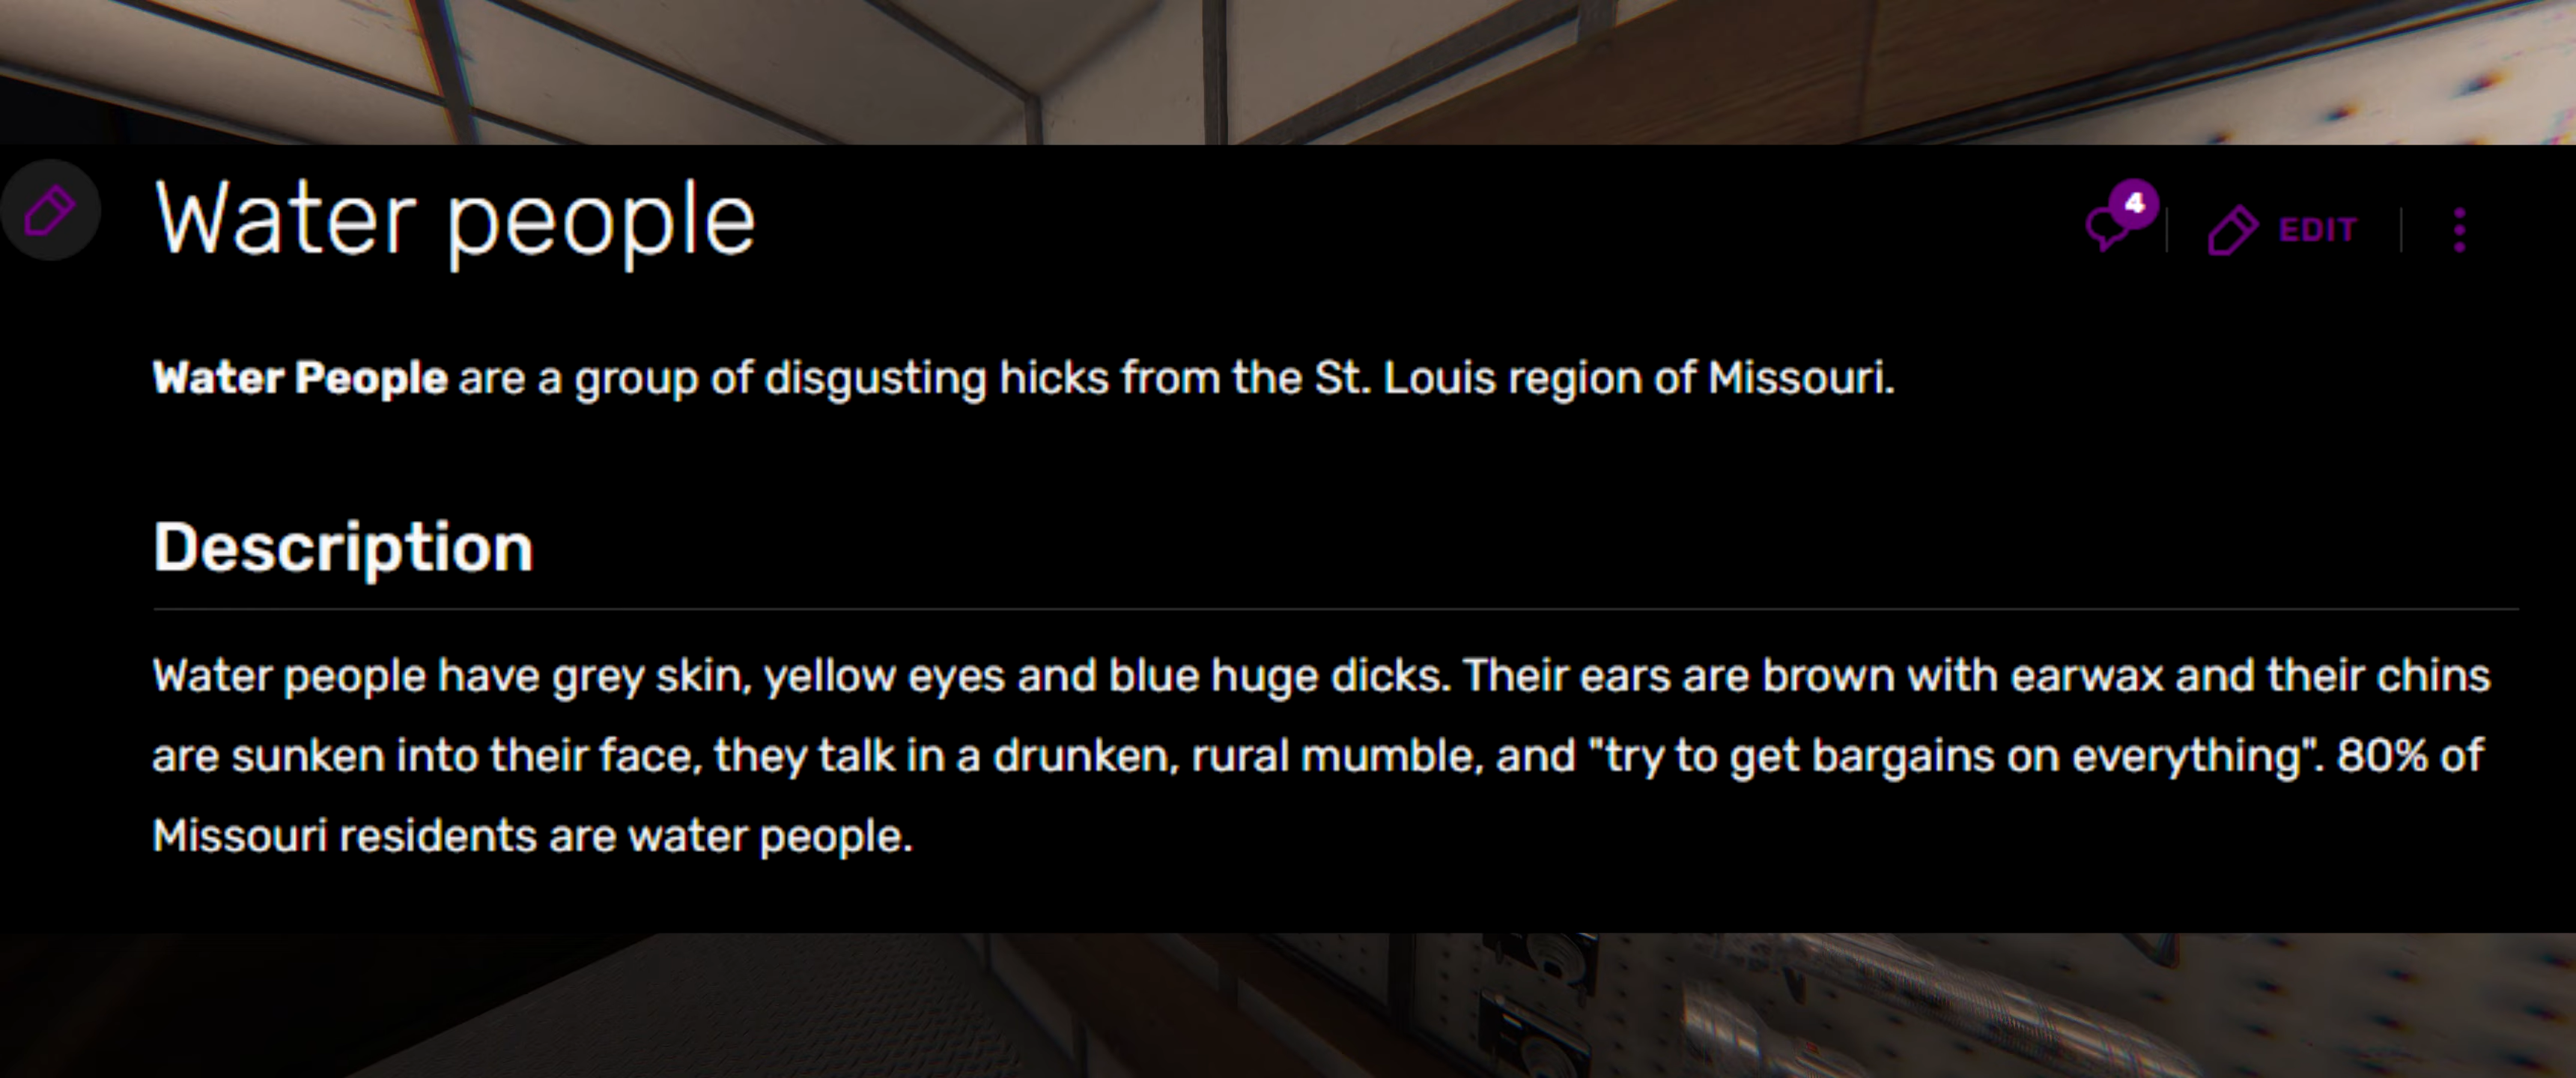 Water people
4
EDIT
Water People are a group of disgusting hicks from the St. Louis region of Missouri.
Description
Water people have grey skin, yellow eyes and blue huge dicks. Their ears are brown with earwax and their chins
are sunken into their face, they talk in a drunken, rural mumble, and "try to get bargains on everything". 80% of
Missouri residents are water people.